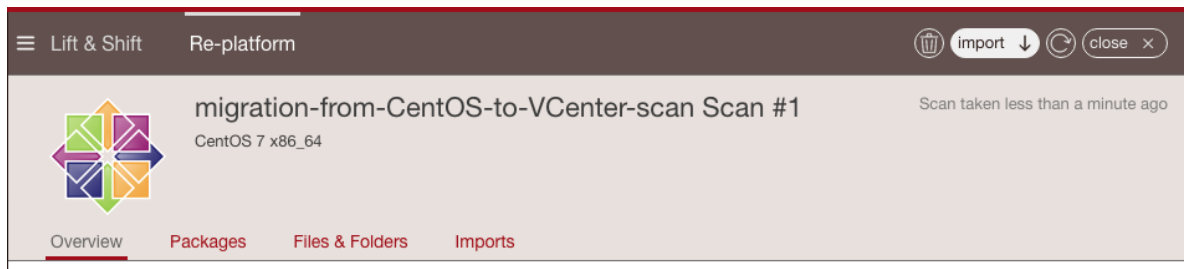 Lift & Shift Re-platform import close
migration-from-CentOS-to-VCenter-scan Scan #1 Scan taken less than a minute ago
CentOS 7 x86_64
Overview Packages Files & Folders Imports